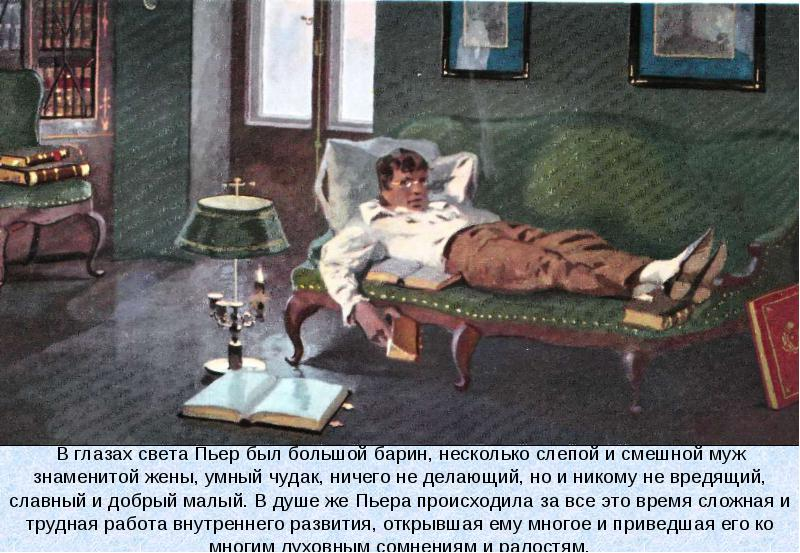 В глазах света Пьер был большой барин, несколько слепой и смешной муж
знаменитой жены, умный чудак, ничего не делающий, но и никому не вредящий,
славный и добрый малый. В душе же Пьера происходила за все это время сложная и
трудная работа внутреннего развития, открывшая ему многое и приведшая его ко
многим духовным сомнениям и радостям.